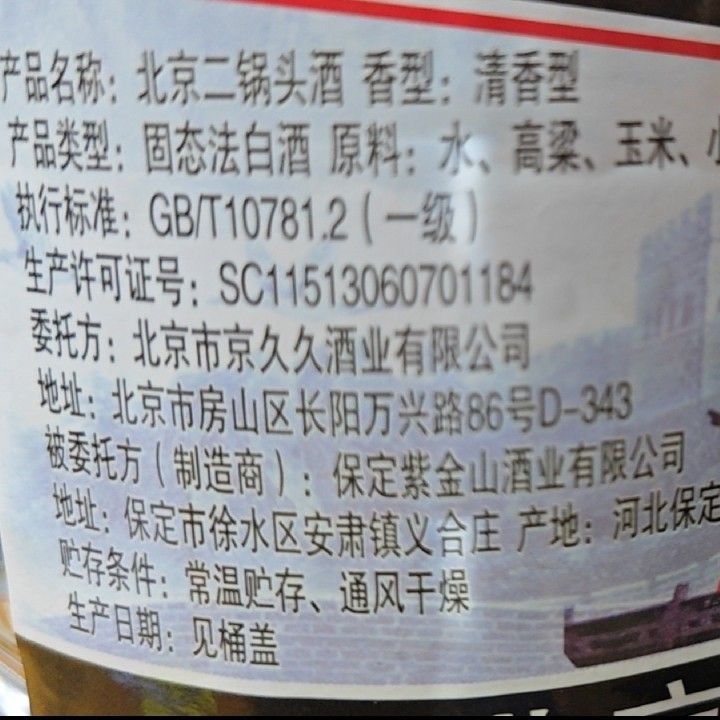 产品名称：北京二锅头酒 香型：清香型
产品类型：固态法白酒 原料：水、高粱、玉米、
执行标准：GB/T10781.2（一级）
生产许可证号：SC11513060701184
委托方：北京市京久久酒业有限公司
地址：北京市房山区长阳万兴路86号D-343
被委托方（制造商）：保定紫金山酒业有限公司
地址：保定市徐水区安肃镇义合庄 产地：河北保定
贮存条件：常温贮存、通风干燥
生产日期：见桶盖